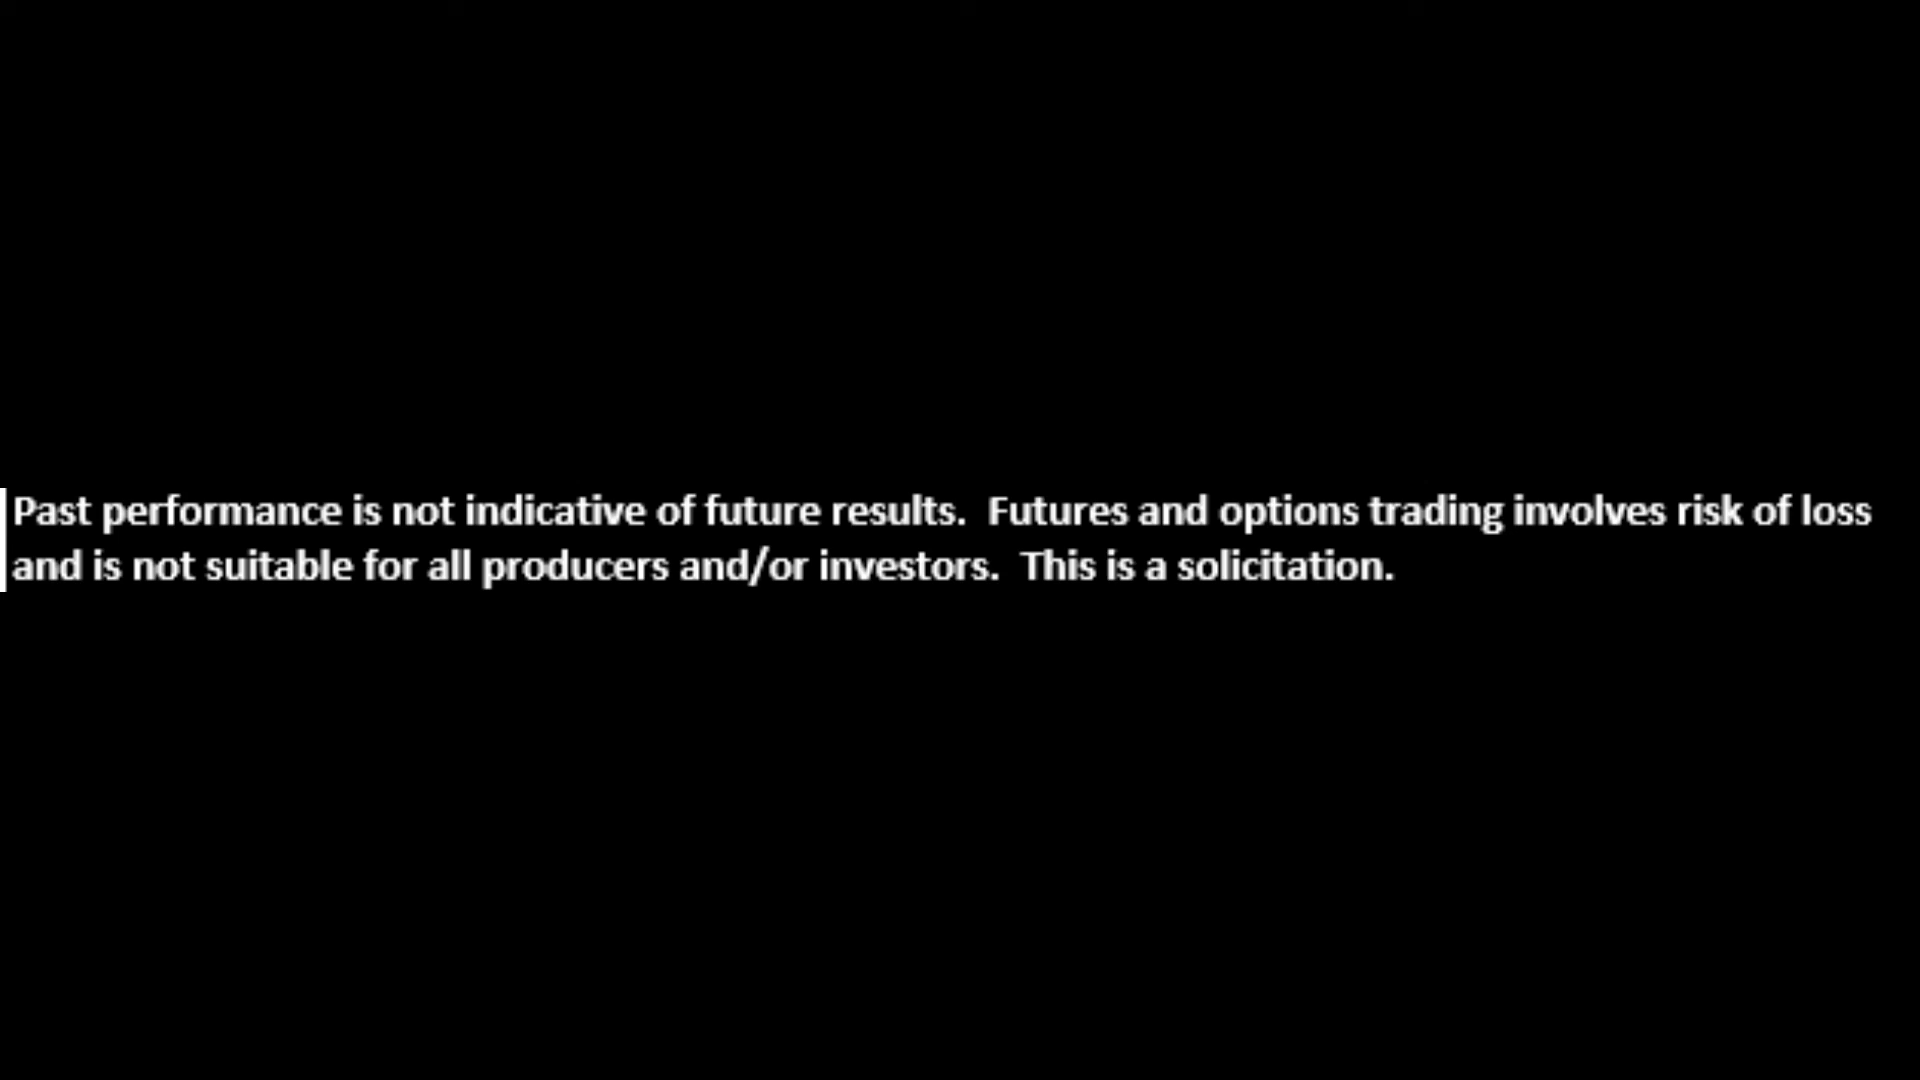 Past performance is not indicative of future results.  Futures and options trading involves risk of loss
and is not suitable for all producers and/or investors.  This is a solicitation.